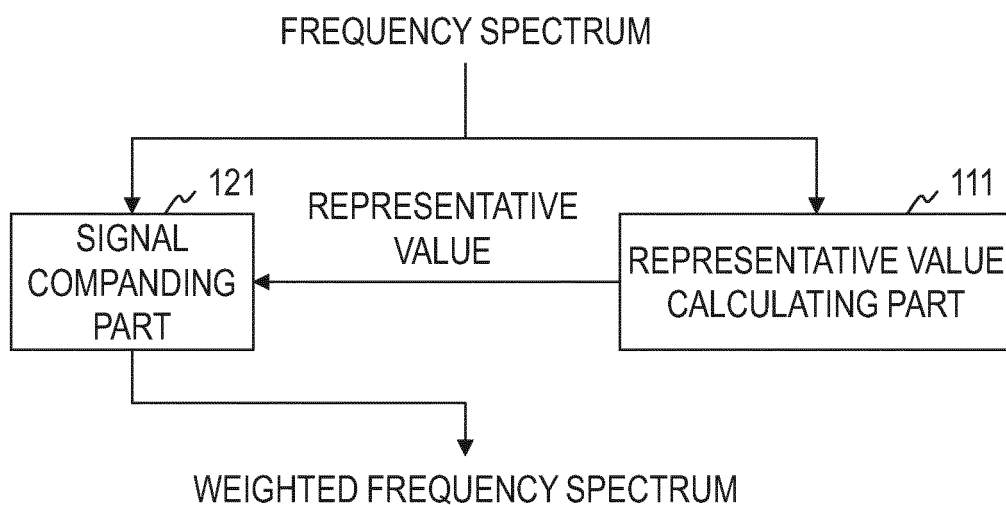 FREQUENCY SPECTRUM
121
REPRESENTATIVE
VALUE
111
SIGNAL
COMPANDING
PART
REPRESENTATIVE VALUE
CALCULATING PART
WEIGHTED FREQUENCY SPECTRUM